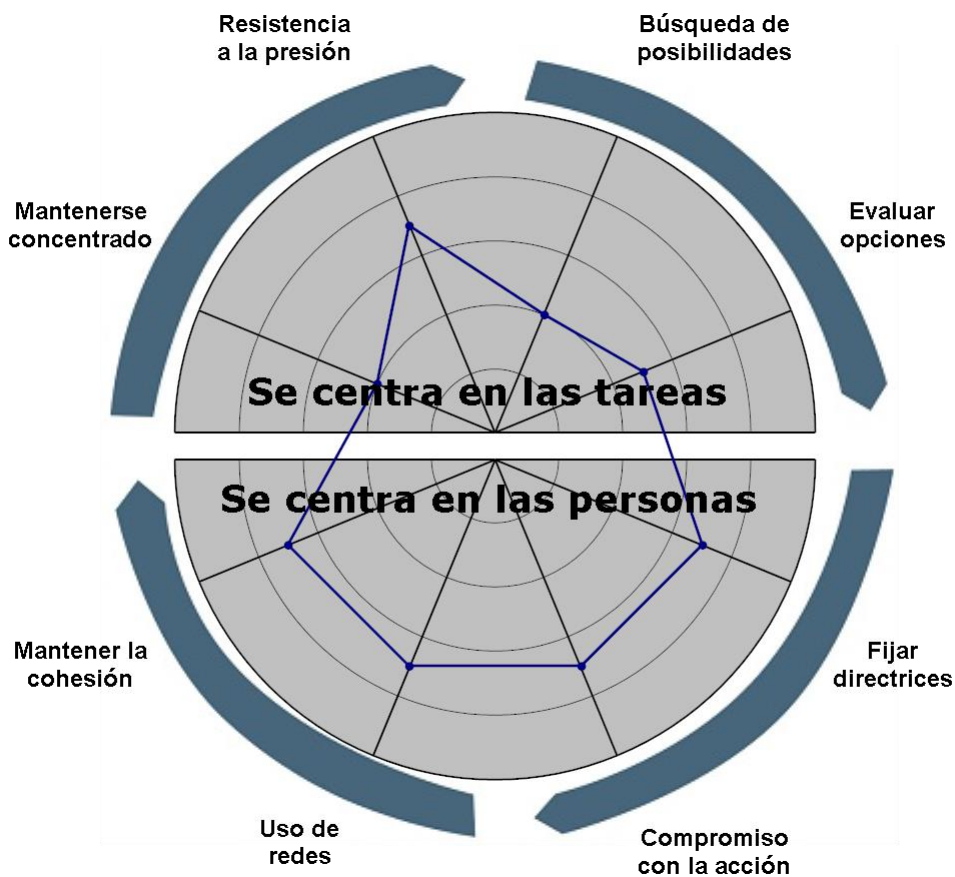 Resistencia
a la presión
Búsqueda de
posibilidades
Mantenerse
concentrado
Evaluar
opciones
Se centra en las tareas
Se centra en las personas
Mantener la
cohesión
Fijar
directrices
Uso de
redes
Compromiso
con la acción